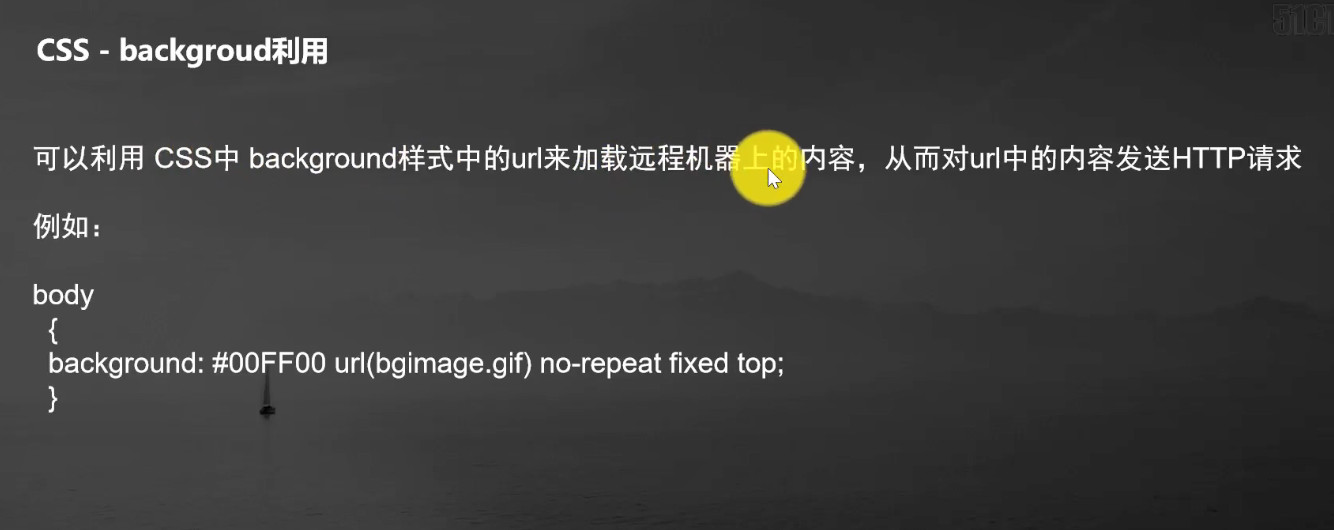 CSS - backgroud利用
可以利用 CSS中 background样式中的url来加载远程机器上的内容，从而对url中的内容发送HTTP请求
例如：
body
{
background: #00FF00 url(bgimage.gif) no-repeat fixed top;
}